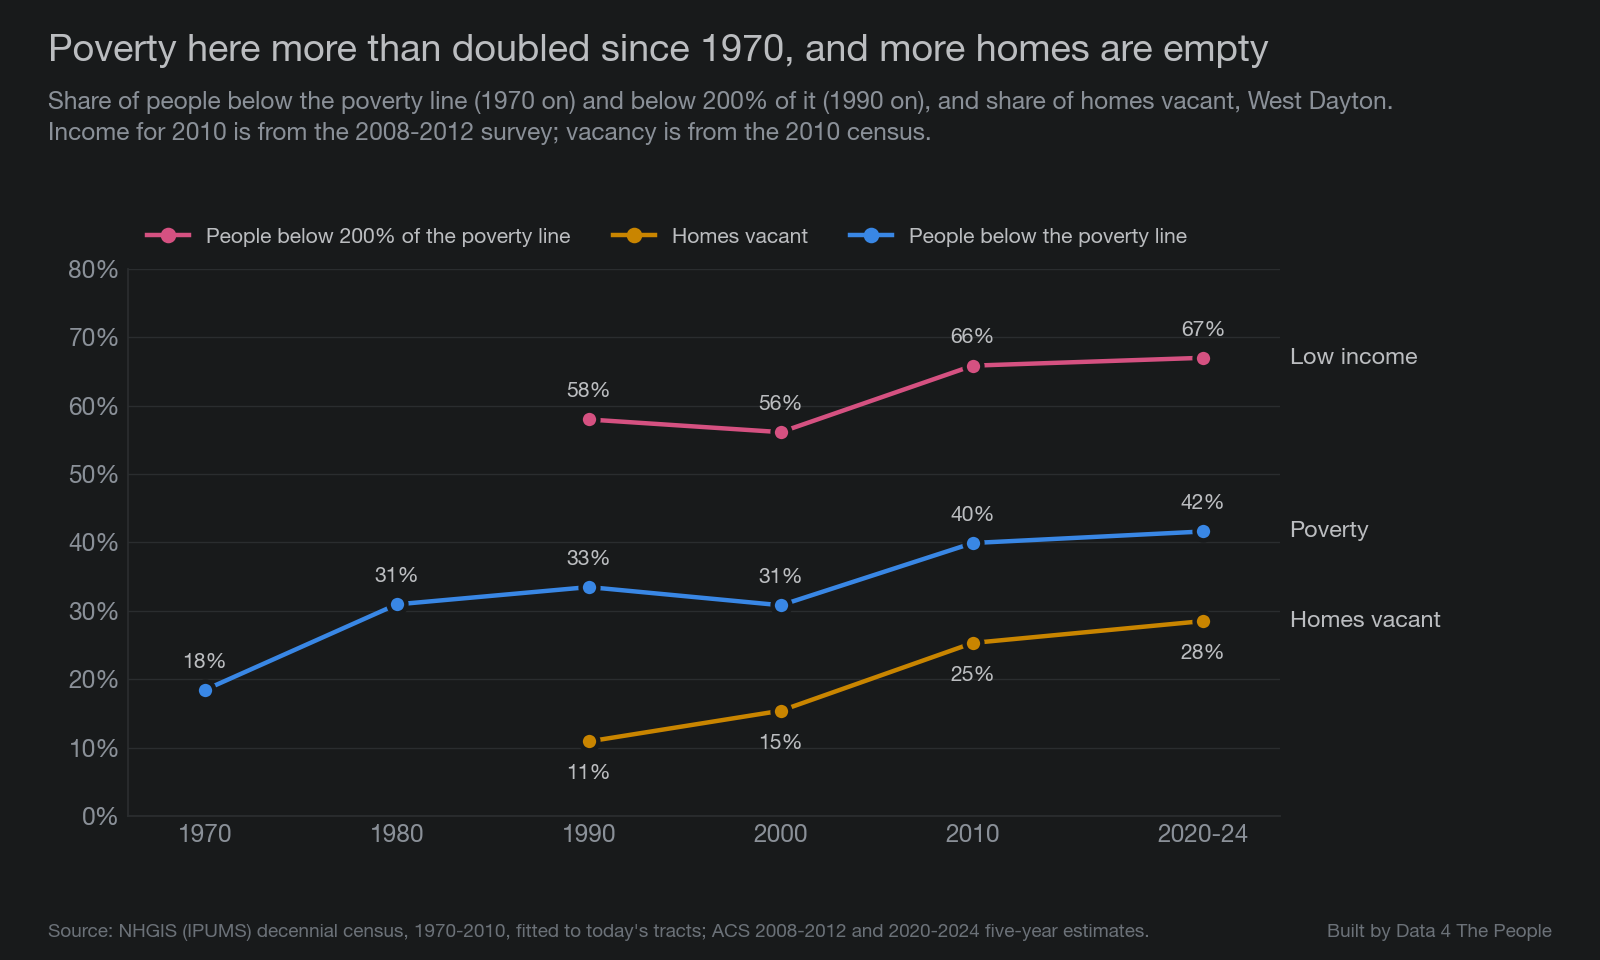 Poverty here more than doubled since 1970, and more homes are empty
Share of people below the poverty line (1970 on) and below 200% of it (1990 on), and share of homes vacant, West Dayton.
Income for 2010 is from the 2008-2012 survey; vacancy is from the 2010 census.
People below 200% of the poverty line
Homes vacant
People below the poverty line
80%
70%
60%
50%
40%
30%
20%
10%
0%
58%
56%
66%
67%
Low income
18%
31%
33%
31%
40%
42%
Poverty
11%
15%
25%
28%
Homes vacant
1970
1980
1990
2000
2010
2020-24
Source: NHGIS (IPUMS) decennial census, 1970-2010, fitted to today's tracts; ACS 2008-2012 and 2020-2024 five-year estimates.
Built by Data 4 The People